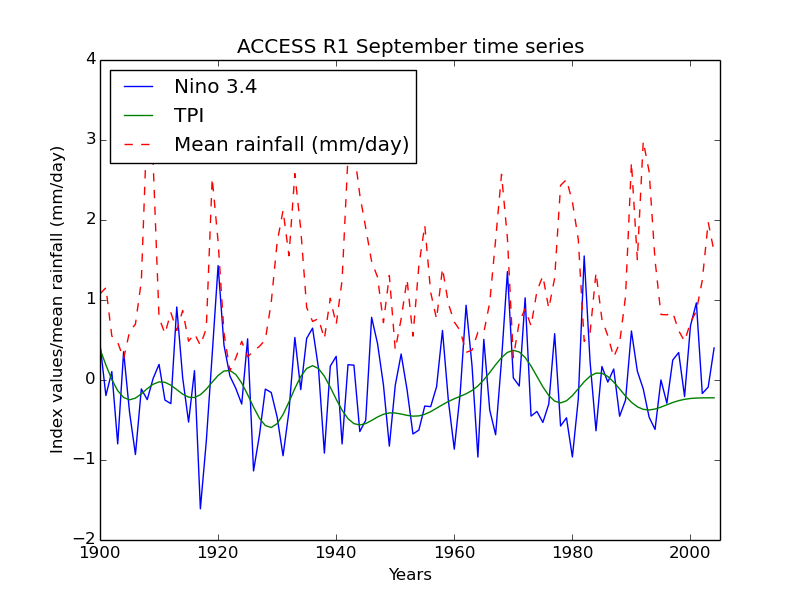 ACCESS R1 September time series
Nino 3.4
TPI
Mean rainfall (mm/day)
Index values/mean rainfall (mm/day)
4
3
2
1
0
−1
−2
1900 1920 1940 1960 1980 2000
Years